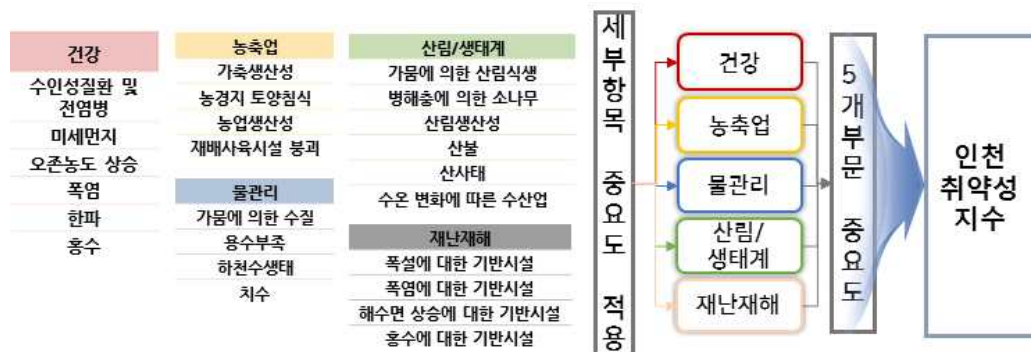 건강
수인성질환 및
전염병
미세먼지
오존농도 상승
폭염
한파
홍수
농축업
가축생산성
농경지 토양침식
농업생산성
재배사육시설 붕괴
물관리
가뭄에 의한 수질
용수부족
하천수생태
치수
산림/생태계
가뭄에 의한 산림식생
병해충에 의한 소나무
산림생산성
산불
산사태
수온 변화에 따른 수산업
재난재해
폭설에 대한 기반시설
폭염에 대한 기반시설
해수면 상승에 대한 기반시설
홍수에 대한 기반시설
세부항목 중요도 적용
건강
농축업
물관리
산림/
생태계
재난재해
5개부문 중요도
인천
취약성
지수